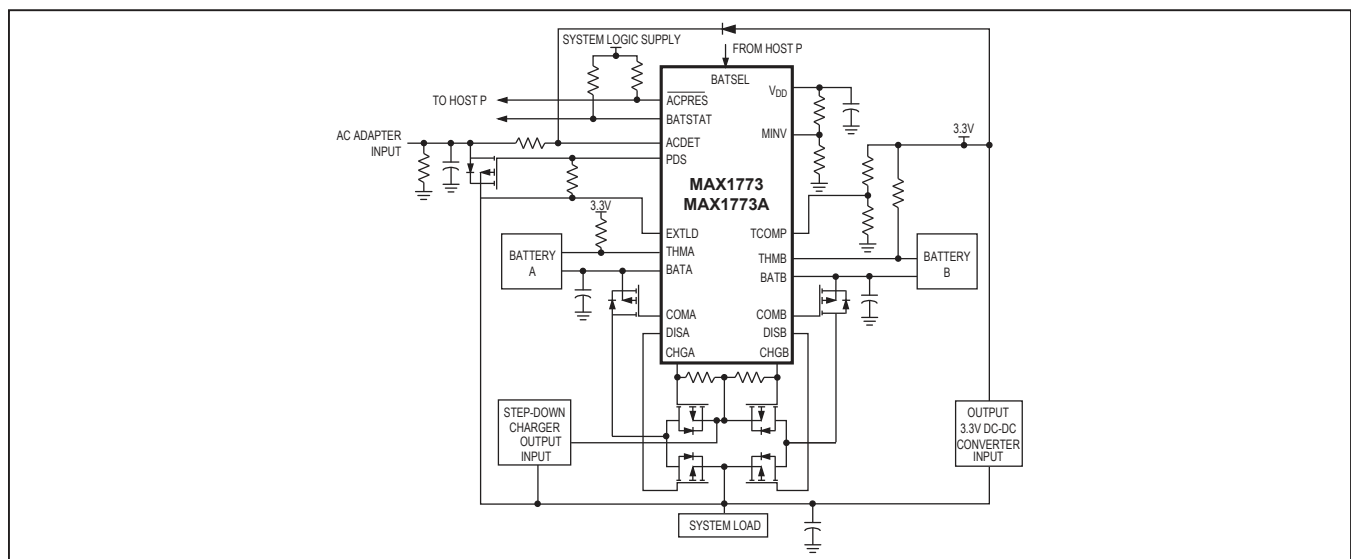 SYSTEM LOGIC SUPPLY
FROM HOST P
BATSEL
VDD
TO HOST P
ACPRES
BATSTAT
MINV
3.3V
AC ADAPTER
INPUT
ACDET
PDS
MAX1773
MAX1773A
3.3V
EXTLD
TCOMP
BATTERY
A
THMA
THMB
BATTERY
B
BATA
BATB
COMA
COMB
DISA
DISB
CHGA
CHGB
STEP-DOWN
CHARGER
OUTPUT
INPUT
OUTPUT
3.3V DC-DC
CONVERTER
INPUT
SYSTEM LOAD